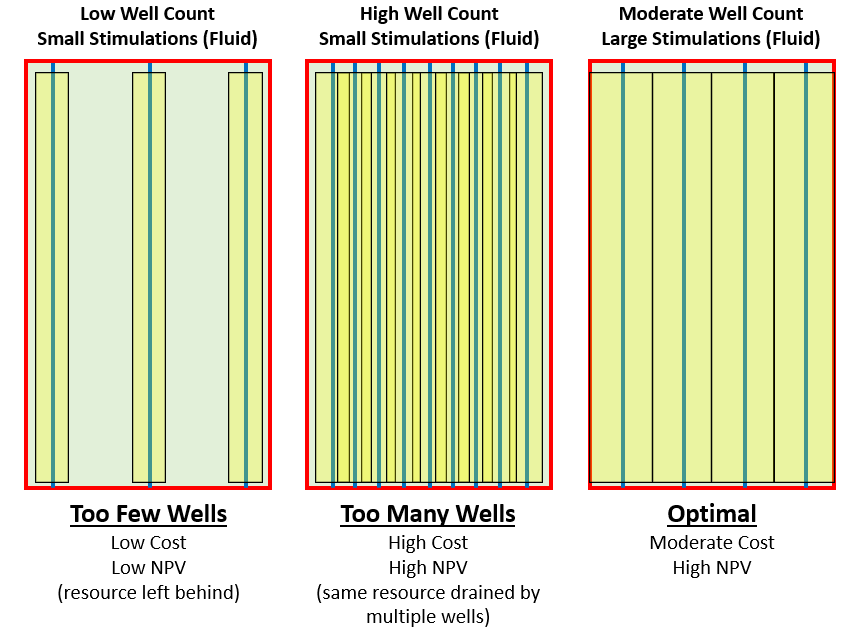 Low Well Count
Small Stimulations (Fluid)
High Well Count
Small Stimulations (Fluid)
Moderate Well Count
Large Stimulations (Fluid)
Too Few Wells
Low Cost
Low NPV
(resource left behind)
Too Many Wells
High Cost
High NPV
(same resource drained by
multiple wells)
Optimal
Moderate Cost
High NPV